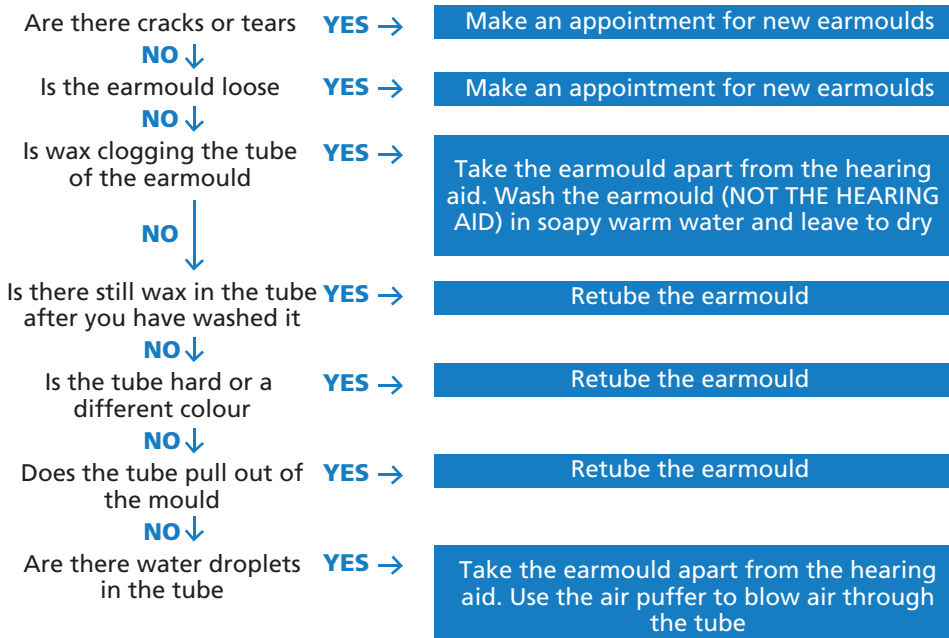 Are there cracks or tears YES → Make an appointment for new earmoulds
NO ↓
Is the earmould loose YES → Make an appointment for new earmoulds
NO ↓
Is wax clogging the tube
of the earmould
YES →
Take the earmould apart from the hearing
aid. Wash the earmould (NOT THE HEARING
AID) in soapy warm water and leave to dry
NO ↓
Is there still wax in the tube
after you have washed it
YES →
Retube the earmould
NO ↓
Is the tube hard or a
different colour
YES →
Retube the earmould
NO ↓
Does the tube pull out of
the mould
YES →
Retube the earmould
NO ↓
Are there water droplets
in the tube
YES →
Take the earmould apart from the hearing
aid. Use the air puffer to blow air through
the tube